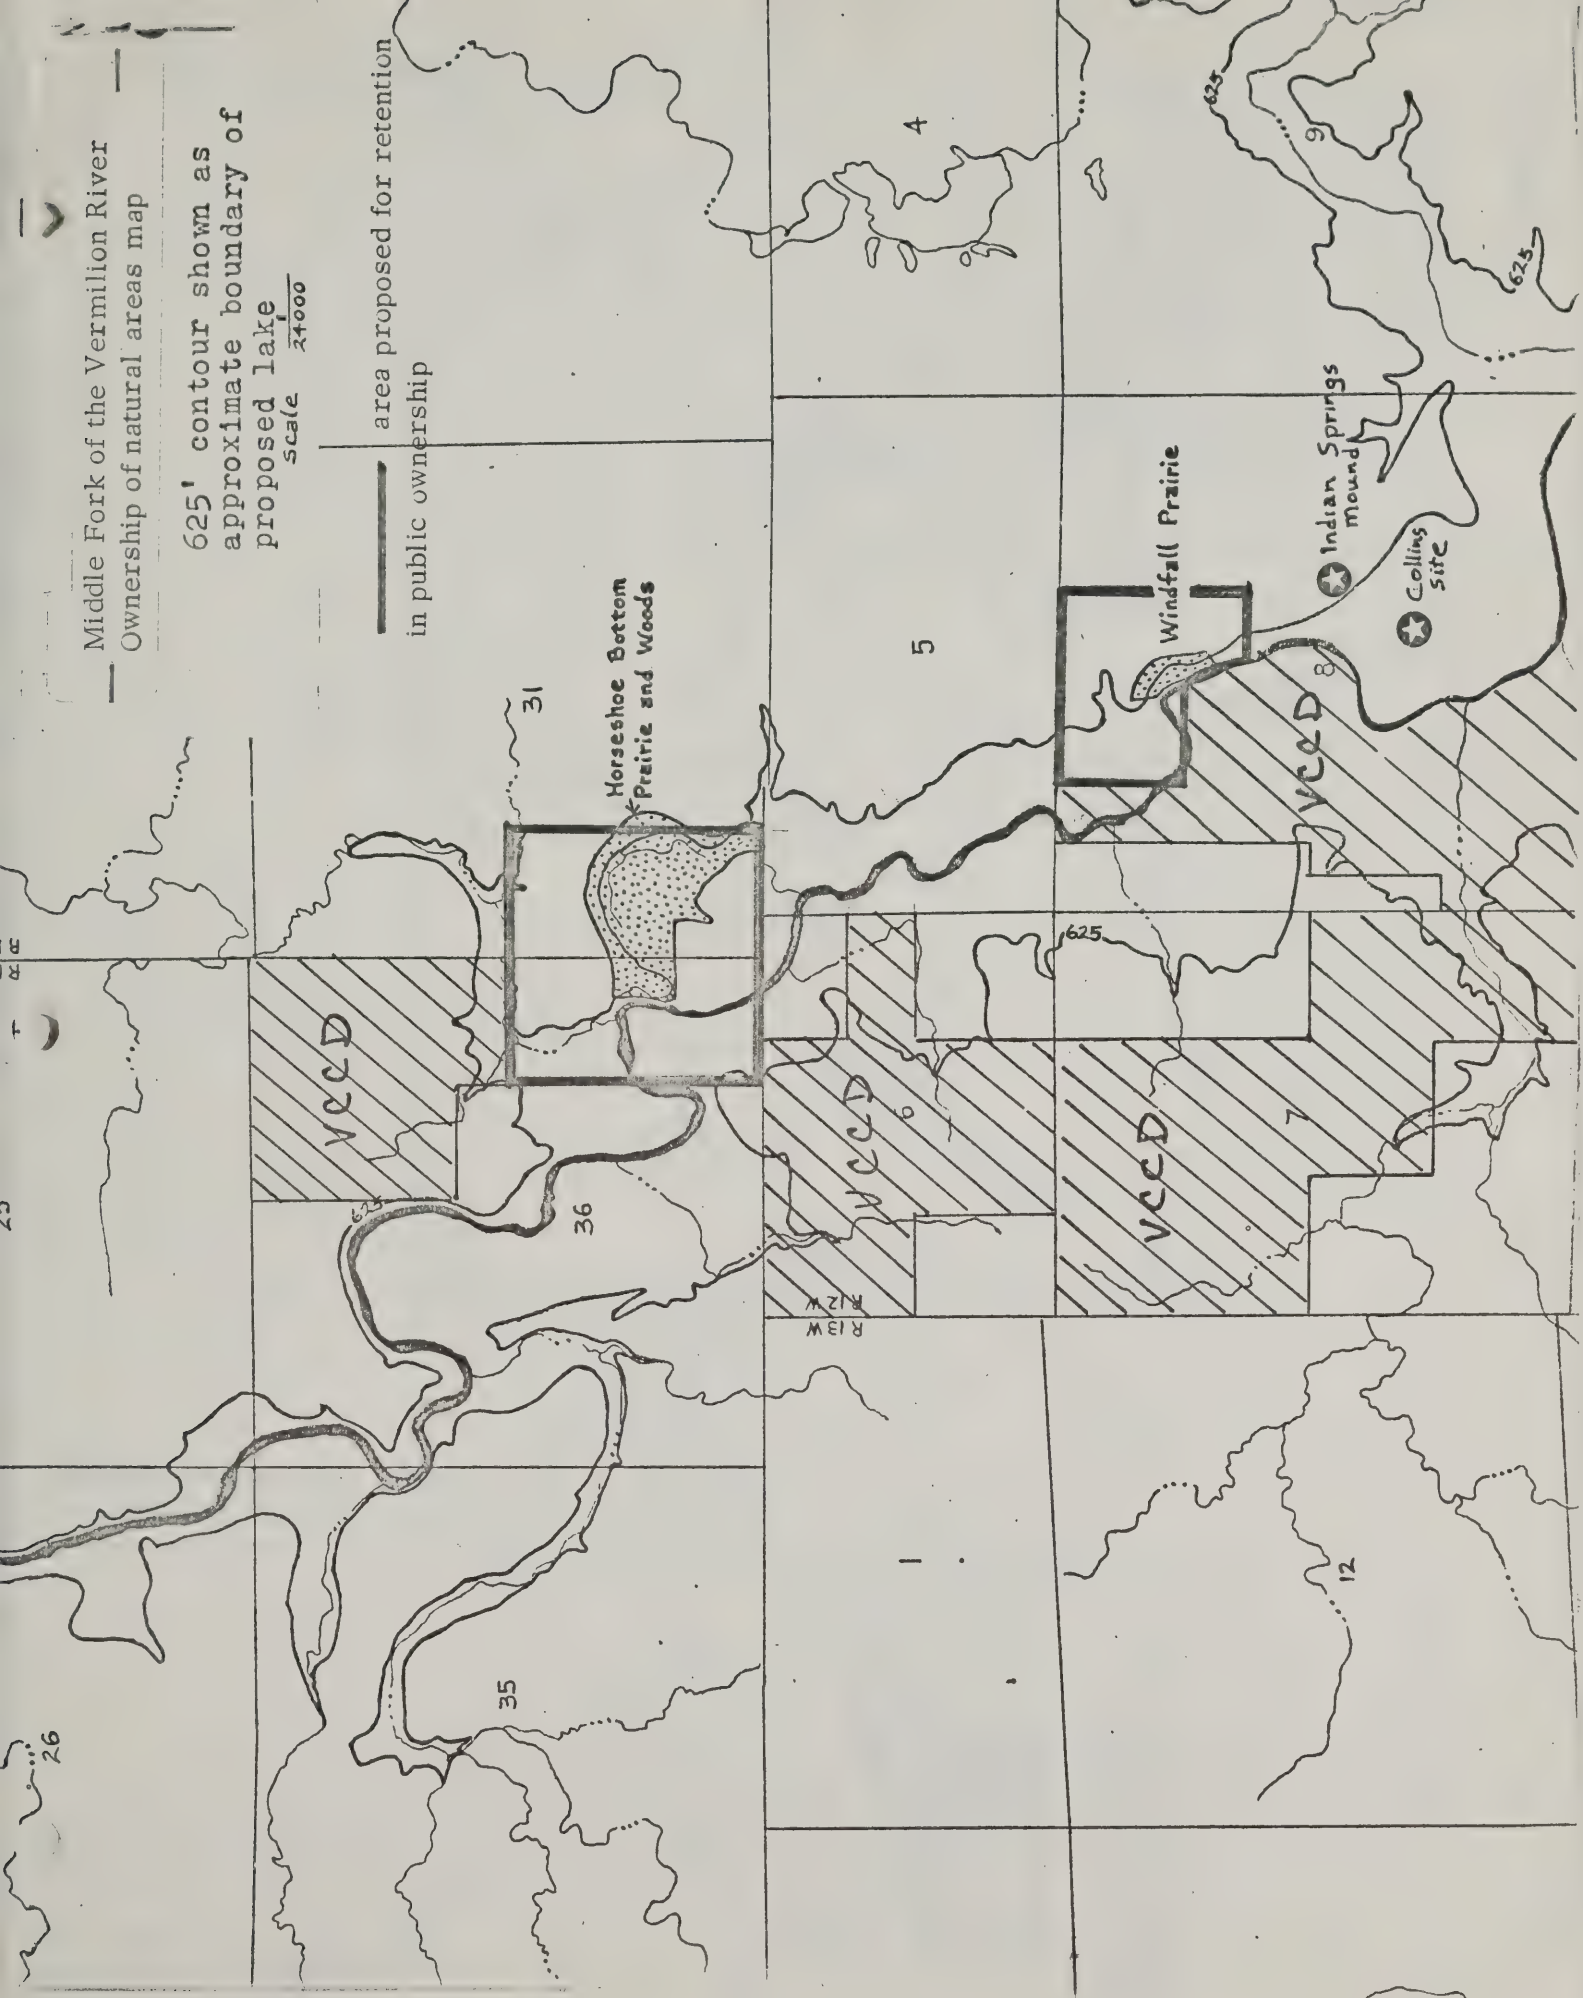 Middle Fork of the Vermilion River
Ownership of natural areas map
625' contour shown as
approximate boundary of
proposed lake
scale 1/24000
area proposed for retention
in public ownership
26
25
VCCD
625
31
Horseshoe Bottom
Prairie and Woods
36
35
4
5
VCCD
6
R 12 W
R 13 W
1
625
9
625
Windfall Prairie
Indian Springs
mound
Collins
site
8
VCCD
625
VCCD
7
12